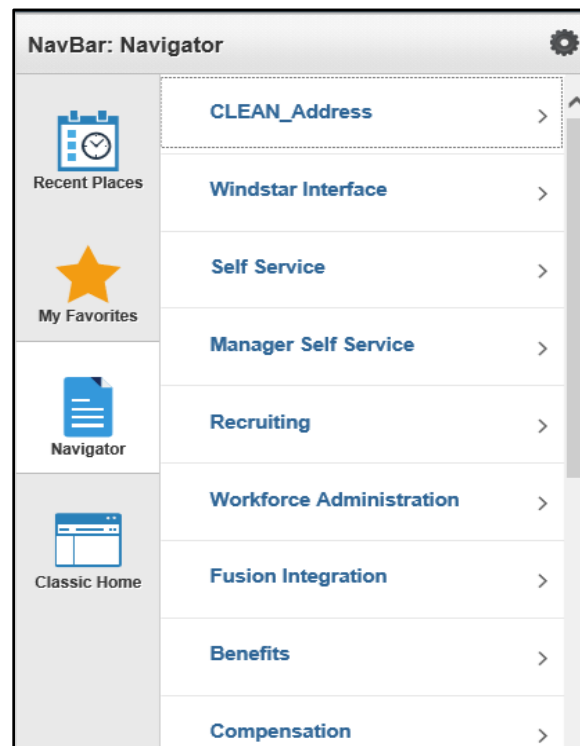 NavBar: Navigator
Recent Places
My Favorites
Navigator
Classic Home
CLEAN_Address
Windstar Interface
Self Service
Manager Self Service
Recruiting
Workforce Administration
Fusion Integration
Benefits
Compensation